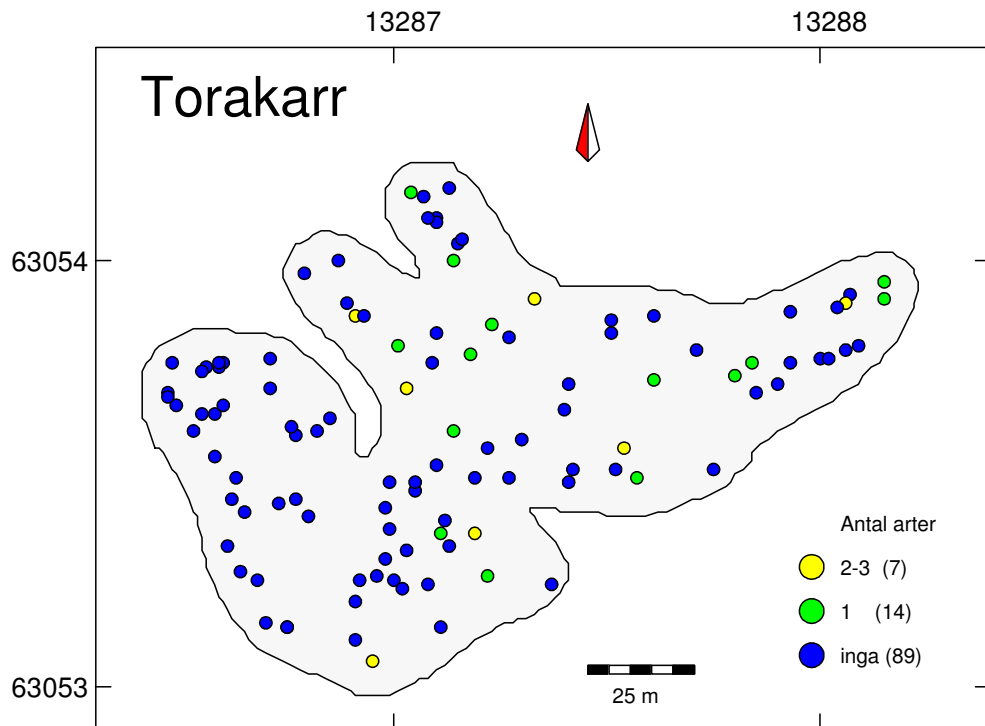 13287 13288
Torakarr
63054
Antal arter
2-3 (7)
1 (14)
inga (89)
63053
25 m